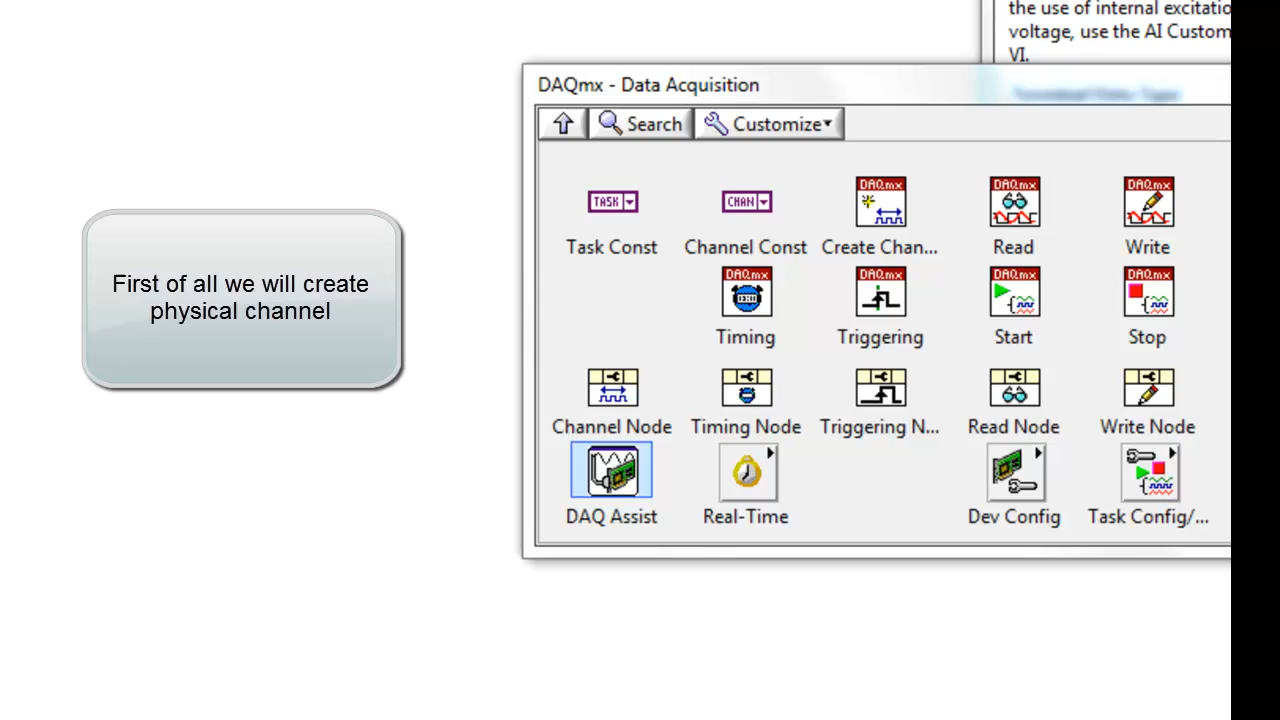 the use of internal excitatio
voltage, use the AI Custom
VI.
DAQmx - Data Acquisition
Search
Customize
First of all we will create
physical channel
TASK
CHAN
DAQmx
DAQmx
DAQmx
Task Const
Channel Const
Create Chan...
Read
Write
DAQmx
DAQmx
DAQmx
DAQmx
Timing
Triggering
Start
Stop
Channel Node
Timing Node
Triggering N...
Read Node
Write Node
DAQ Assist
Real-Time
Dev Config
Task Config/...